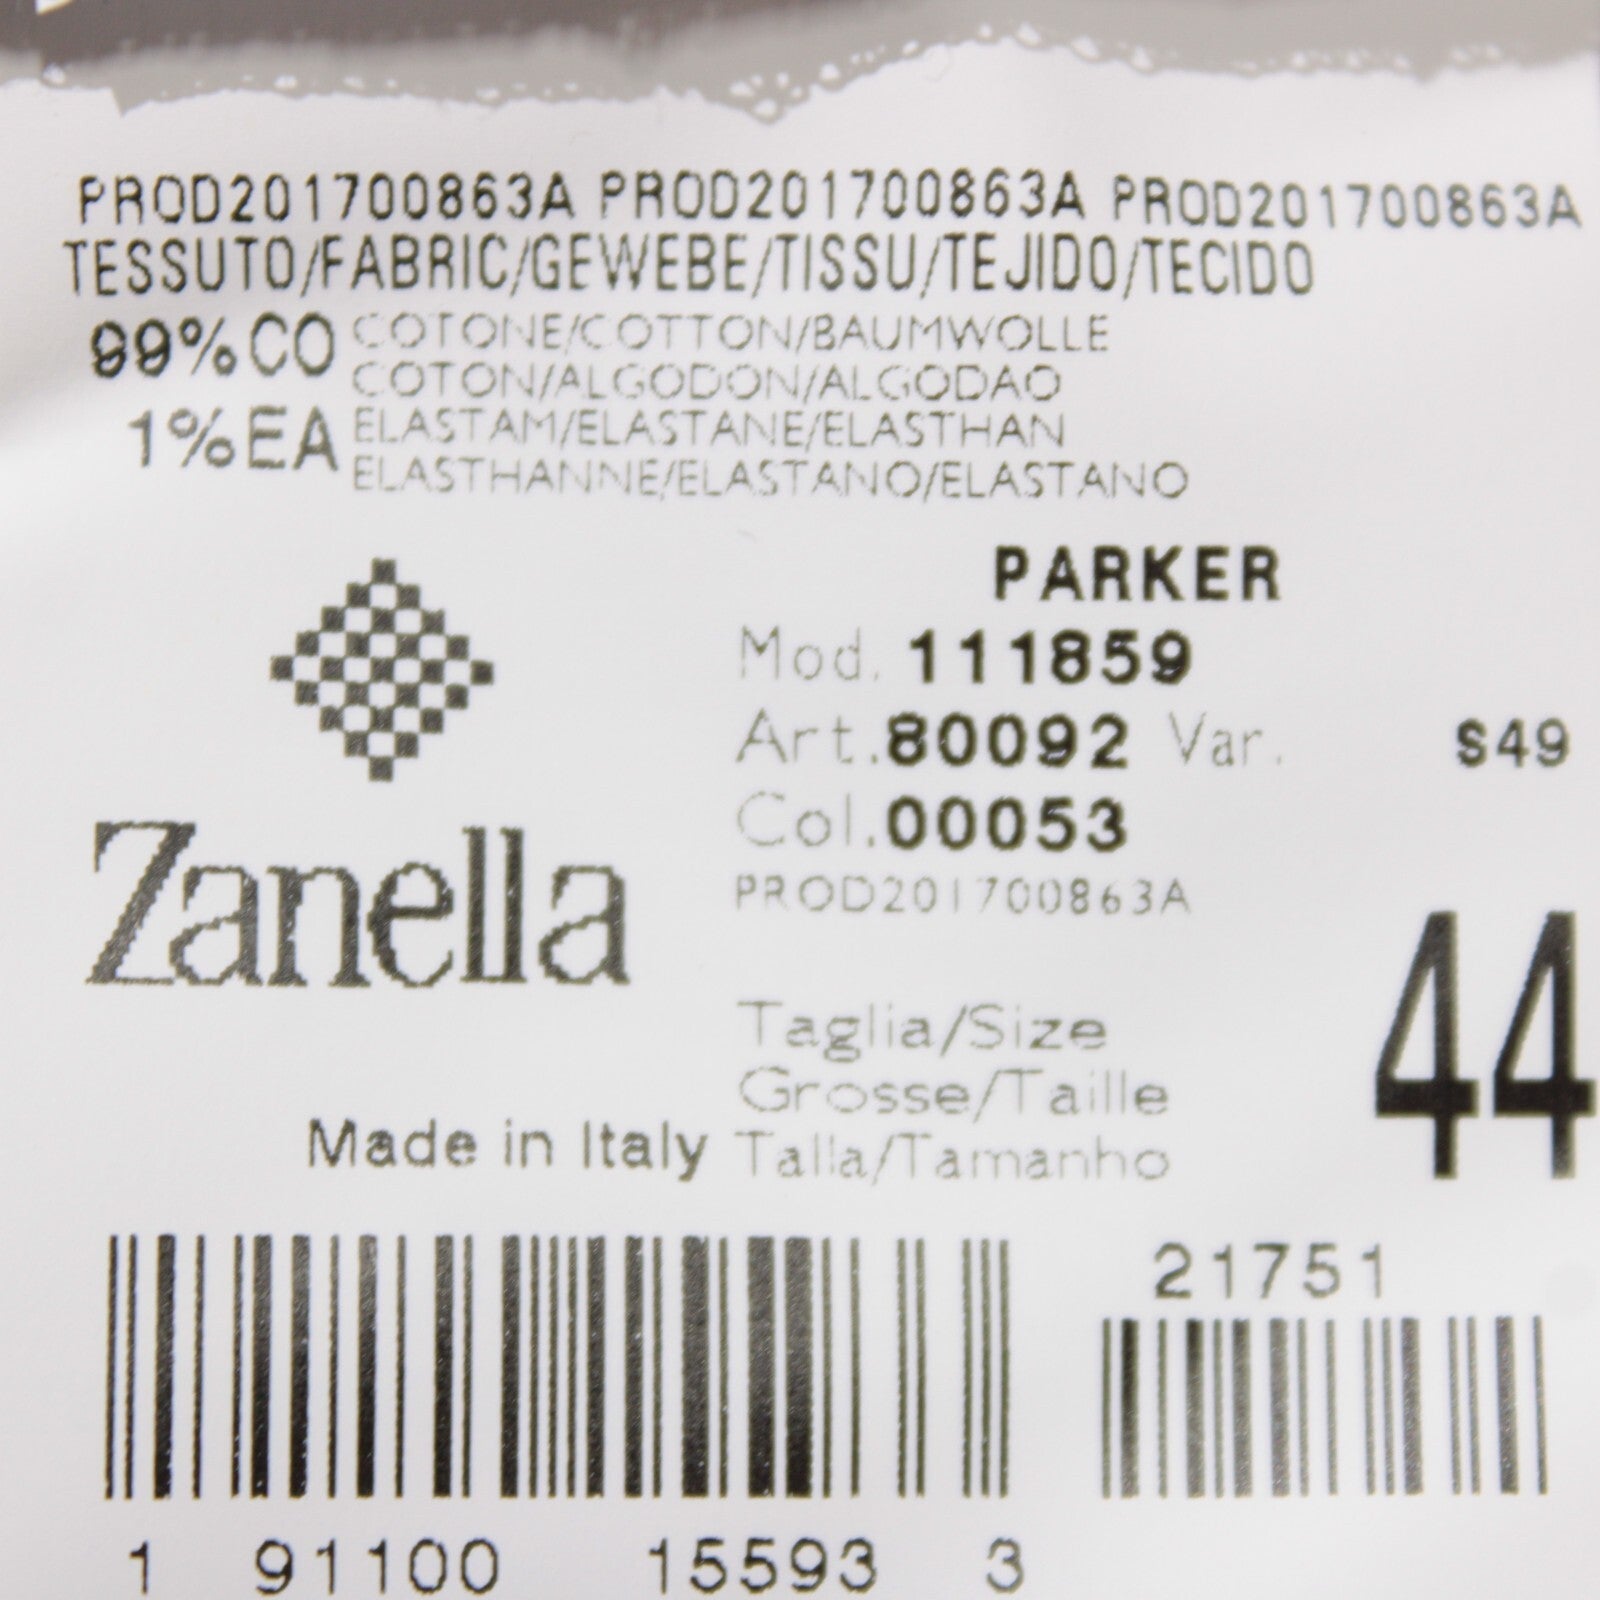 PROD201700863A PROD201700863A PROD201700863A
TESSUTO/FABRIC/GEWEBE/TISSU/TEJIDO/TECIDO
99%CO COTONE/COTTON/BAUMWOLLE
COTON/ALGODON/ALGODAO
1%EA ELASTAM/ELASTANE/ELASTHAN
ELASTHANNE/ELASTANO/ELASTANO
PARKER
Mod. 111859
Art.80092 Var. S49
Col.00053
PROD201700863A
Zanella
Taglia/Size
Grosse/Taille
Talla/Tamanho
44
Made in Italy
21751
1 91100 15593 3